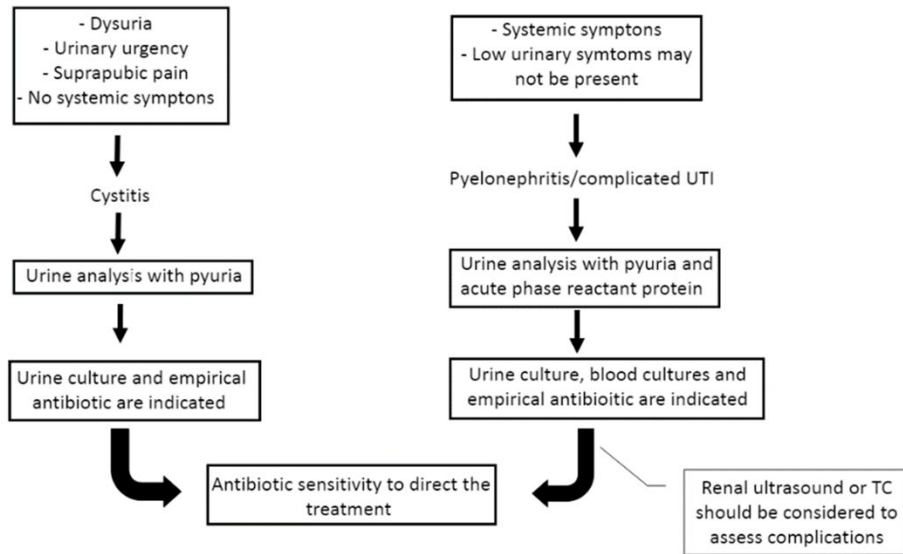 - Dysuria
- Urinary urgency
- Suprapubic pain
- No systemic symptons
Cystitis
Urine analysis with pyuria
Urine culture and empirical
antibiotic are indicated
- Systemic symptons
- Low urinary symtoms may
not be present
Pyelonephritis/complicated UTI
Urine analysis with pyuria and
acute phase reactant protein
Urine culture, blood cultures and
empirical antibioitic are indicated
Antibiotic sensitivity to direct the
treatment
Renal ultrasound or TC
should be considered to
assess complications